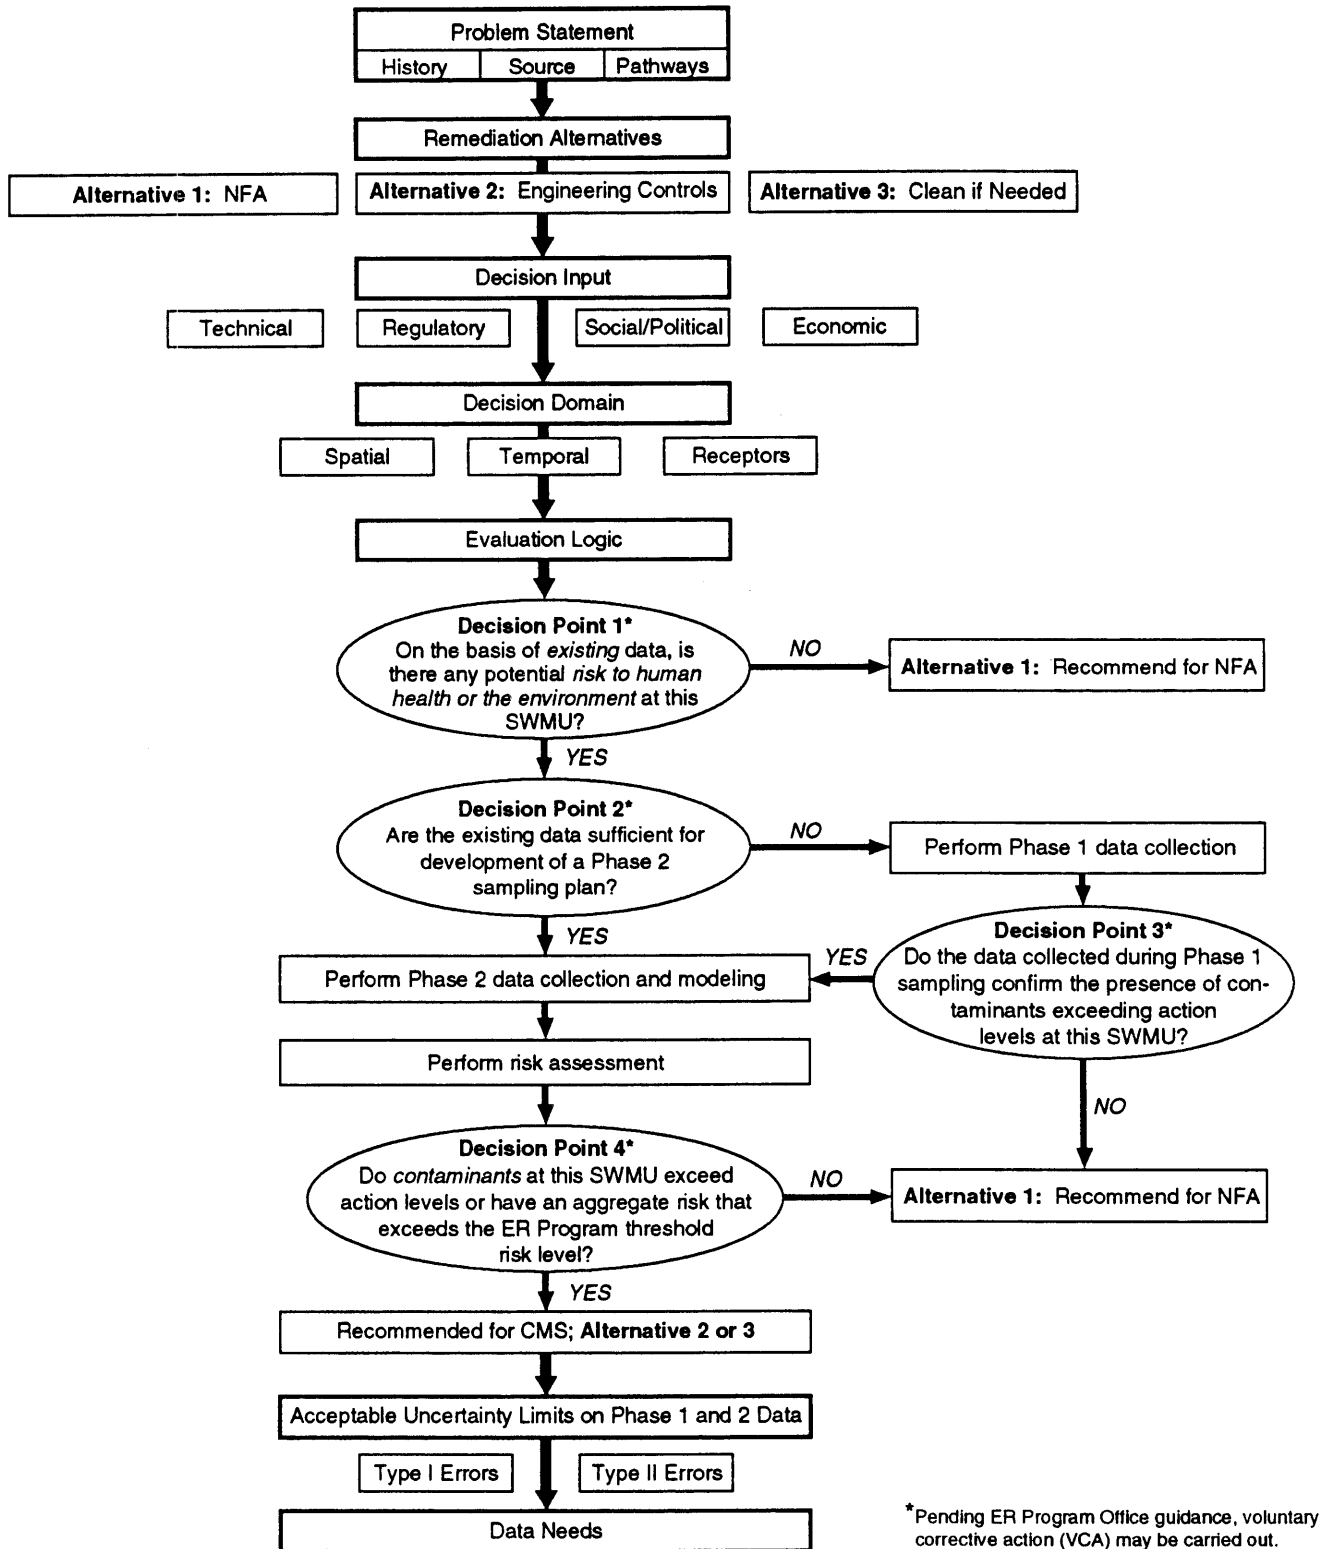 Problem Statement
History Source Pathways
Remediation Alternatives
Alternative 1: NFA
Alternative 2: Engineering Controls
Alternative 3: Clean if Needed
Decision Input
Technical
Regulatory
Social/Political
Economic
Decision Domain
Spatial
Temporal
Receptors
Evaluation Logic
Decision Point 1*
On the basis of existing data, is
there any potential risk to human
health or the environment at this
SWMU?
NO
Alternative 1: Recommend for NFA
YES
Decision Point 2*
Are the existing data sufficient for
development of a Phase 2
sampling plan?
NO
Perform Phase 1 data collection
YES
Decision Point 3*
Do the data collected during Phase 1
sampling confirm the presence of con-
taminants exceeding action
levels at this SWMU?
YES
Perform Phase 2 data collection and modeling
Perform risk assessment
NO
Decision Point 4*
Do contaminants at this SWMU exceed
action levels or have an aggregate risk that
exceeds the ER Program threshold
risk level?
NO
Alternative 1: Recommend for NFA
YES
Recommended for CMS; Alternative 2 or 3
Acceptable Uncertainty Limits on Phase 1 and 2 Data
Type I Errors
Type II Errors
Data Needs
*Pending ER Program Office guidance, voluntary
corrective action (VCA) may be carried out.